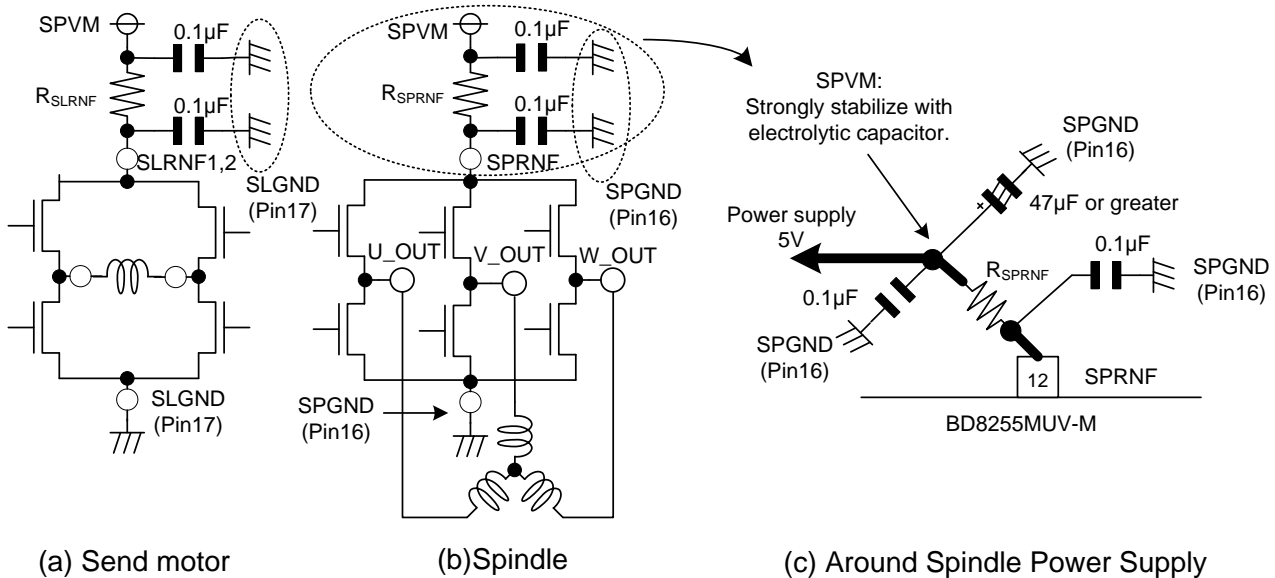 SPVM
0.1µF
RSLRNF
0.1µF
SLRNF1,2
SLGND
(Pin17)
SLGND
(Pin17)
(a) Send motor
SPVM
0.1µF
RSPRNF
0.1µF
SPRNF
SPGND
(Pin16)
U_OUT
V_OUT
W_OUT
SPGND
(Pin16)
(b)Spindle
SPVM:
Strongly stabilize with
electrolytic capacitor.
SPGND
(Pin16)
+
47µF or greater
Power supply
5V
0.1µF
RSPRNF
SPGND
(Pin16)
0.1µF
SPGND
(Pin16)
12
SPRNF
BD8255MUV-M
(c) Around Spindle Power Supply